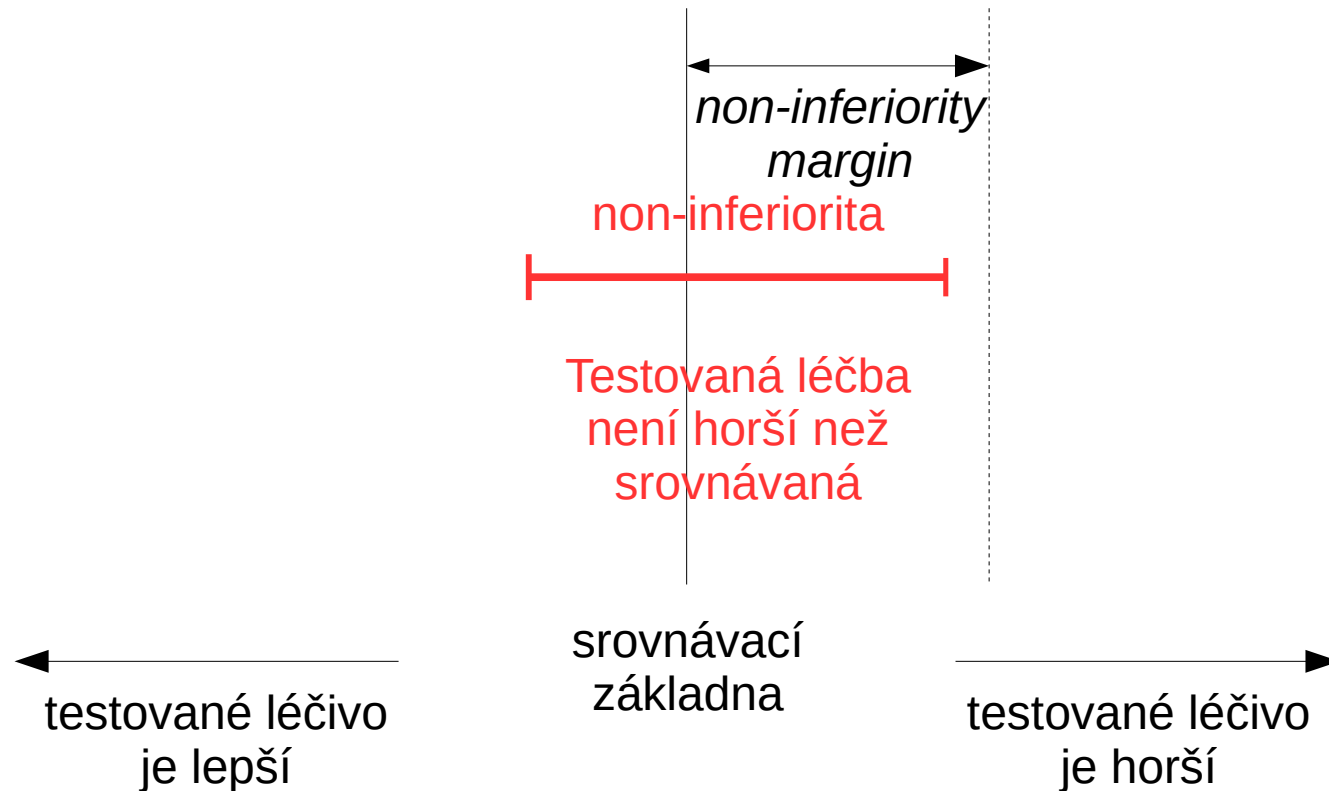 non-inferiority
margin
non-inferiorita
Testovaná léčba
není horší než
srovnávaná
srovnávací
základna
testované léčivo
je lepší
testované léčivo
je horší